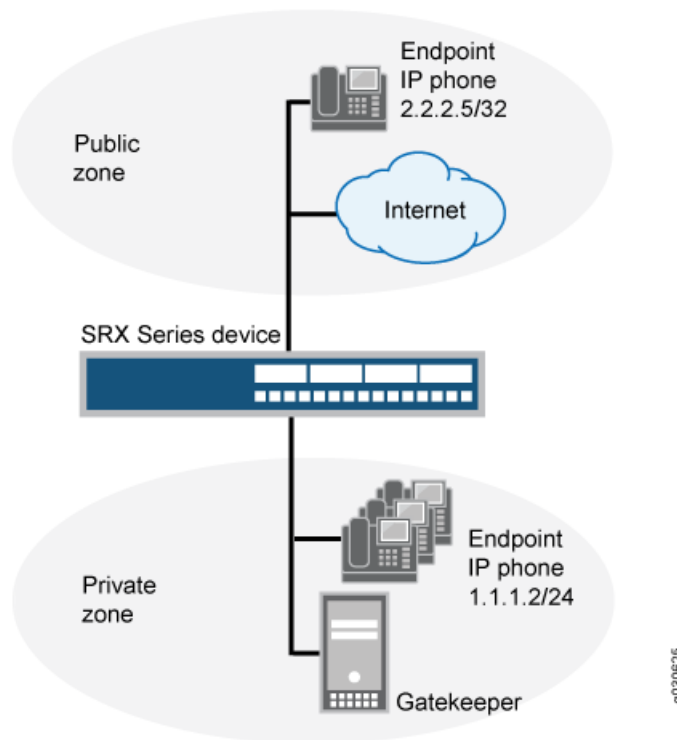 Endpoint
IP phone
2.2.2.5/32
Public
zone
Internet
SRX Series device
Endpoint
IP phone
1.1.1.2/24
Private
zone
Gatekeeper
g030626